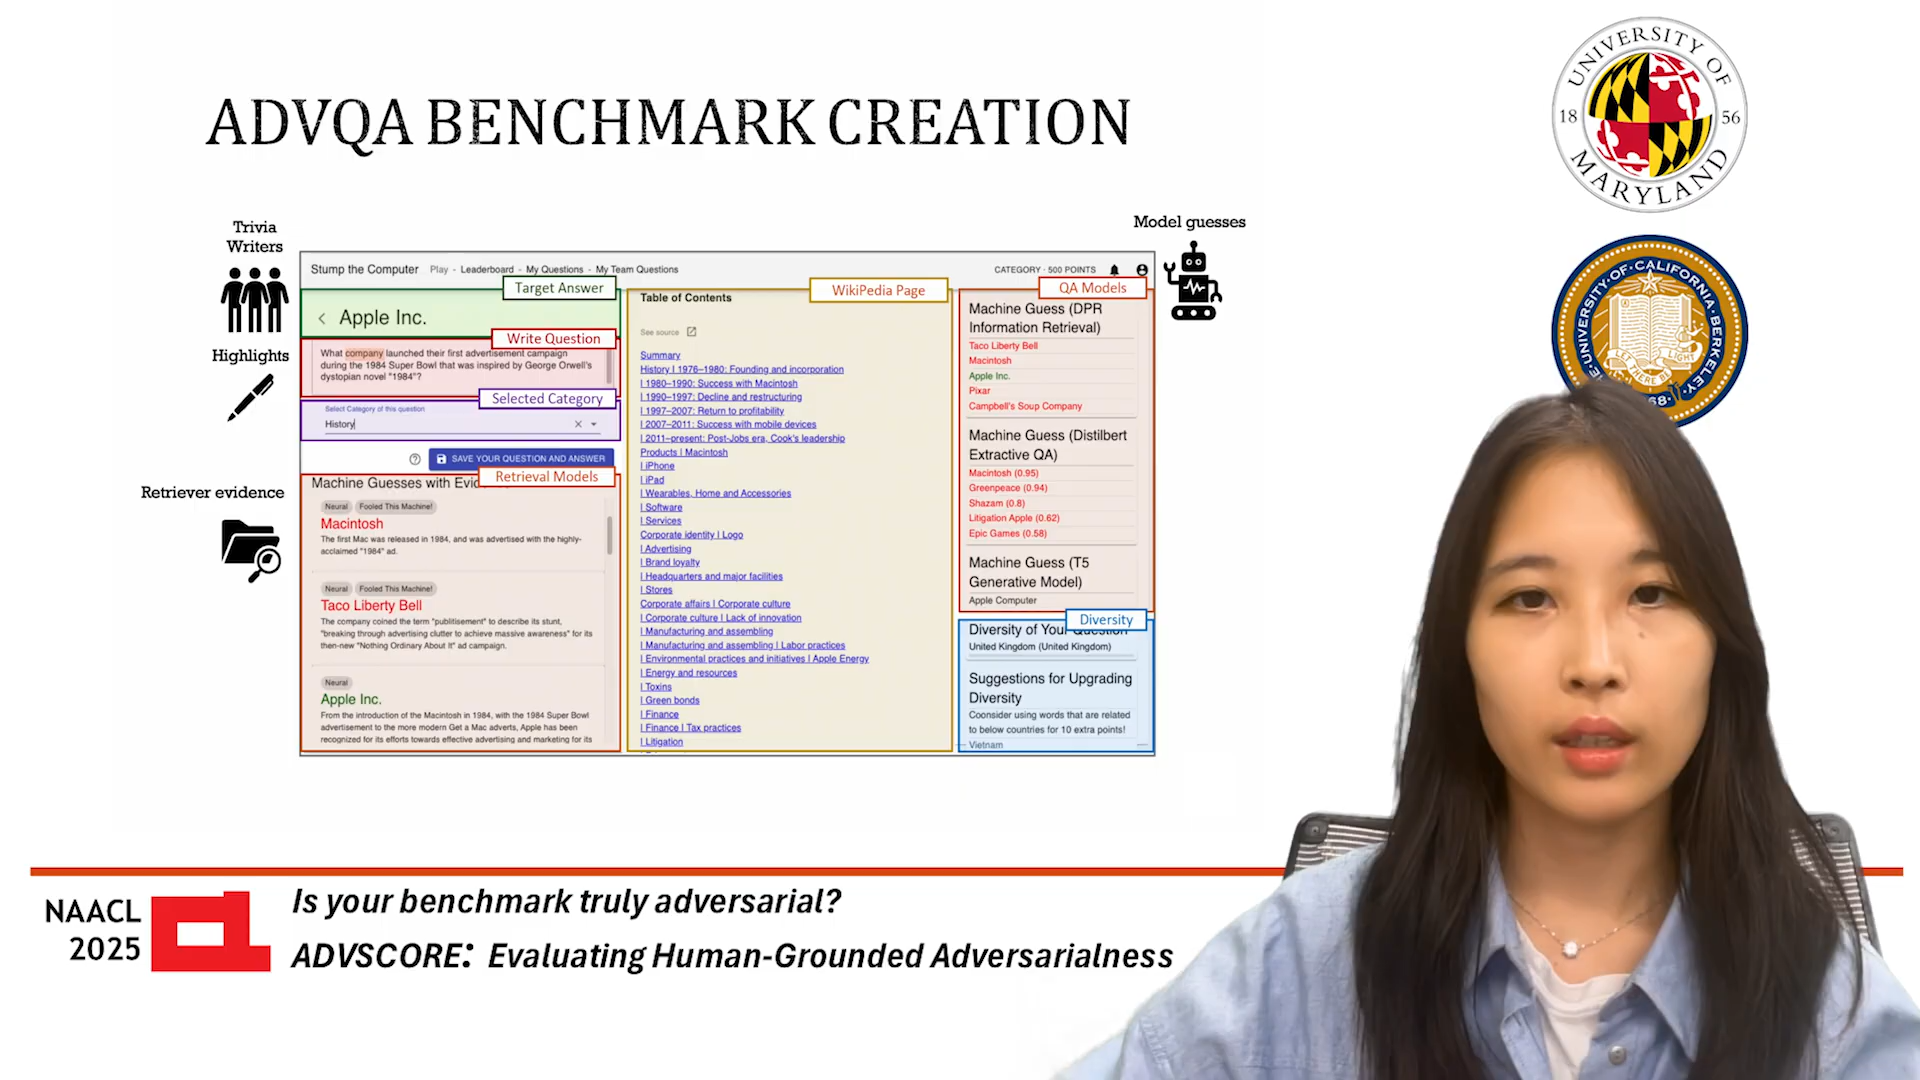 ADVQA BENCHMARK CREATION
UNIVERSITY OF MARYLAND
18 56
UNIVERSITY OF CALIFORNIA BERKELEY
LET THERE BE LIGHT
68
Trivia
Writers
Highlights
Retriever evidence
Model guesses
Stump the Computer Play - Leaderboard - My Questions - My Team Questions
CATEGORY - 500 POINTS
Target Answer
Apple Inc.
Write Question
What company launched their first advertisement campaign
during the 1984 Super Bowl that was inspired by George Orwell's
dystopian novel "1984"?
Selected Category
Select Category of this question
History
SAVE YOUR QUESTION AND ANSWER
Retrieval Models
Machine Guesses with Evid
Neural Fooled This Machine!
Macintosh
The first Mac was released in 1984, and was advertised with the highly-
acclaimed "1984" ad.
Neural Fooled This Machine!
Taco Liberty Bell
The company coined the term "publitisement" to describe its stunt,
"breaking through advertising clutter to achieve massive awareness" for its
then-new "Nothing Ordinary About It" ad campaign.
Neural
Apple Inc.
From the introduction of the Macintosh in 1984, with the 1984 Super Bowl
advertisement to the more modern Get a Mac adverts, Apple has been
recognized for its efforts towards effective advertising and marketing for its
WikiPedia Page
Table of Contents
See source
Summary
History | 1976–1980: Founding and incorporation
| 1980–1990: Success with Macintosh
| 1990–1997: Decline and restructuring
| 1997–2007: Return to profitability
| 2007–2011: Success with mobile devices
| 2011–present: Post-Jobs era, Cook's leadership
Products | Macintosh
| iPhone
| iPad
| Wearables, Home and Accessories
| Software
| Services
Corporate identity | Logo
| Advertising
| Brand loyalty
| Headquarters and major facilities
| Stores
Corporate affairs | Corporate culture
| Corporate culture | Lack of innovation
| Manufacturing and assembling
| Manufacturing and assembling | Labor practices
| Environmental practices and initiatives | Apple Energy
| Energy and resources
| Toxins
| Green bonds
| Finance
| Finance | Tax practices
| Litigation
QA Models
Machine Guess (DPR
Information Retrieval)
Taco Liberty Bell
Macintosh
Apple Inc.
Pixar
Campbell's Soup Company
Machine Guess (Distilbert
Extractive QA)
Macintosh (0.95)
Greenpeace (0.94)
Shazam (0.8)
Litigation Apple (0.62)
Epic Games (0.58)
Machine Guess (T5
Generative Model)
Apple Computer
Diversity
Diversity of Your Question
United Kingdom (United Kingdom)
Suggestions for Upgrading
Diversity
Coonsider using words that are related
to below countries for 10 extra points!
Vietnam
NAACL
2025
Is your benchmark truly adversarial?
ADVSCORE: Evaluating Human-Grounded Adversarialness